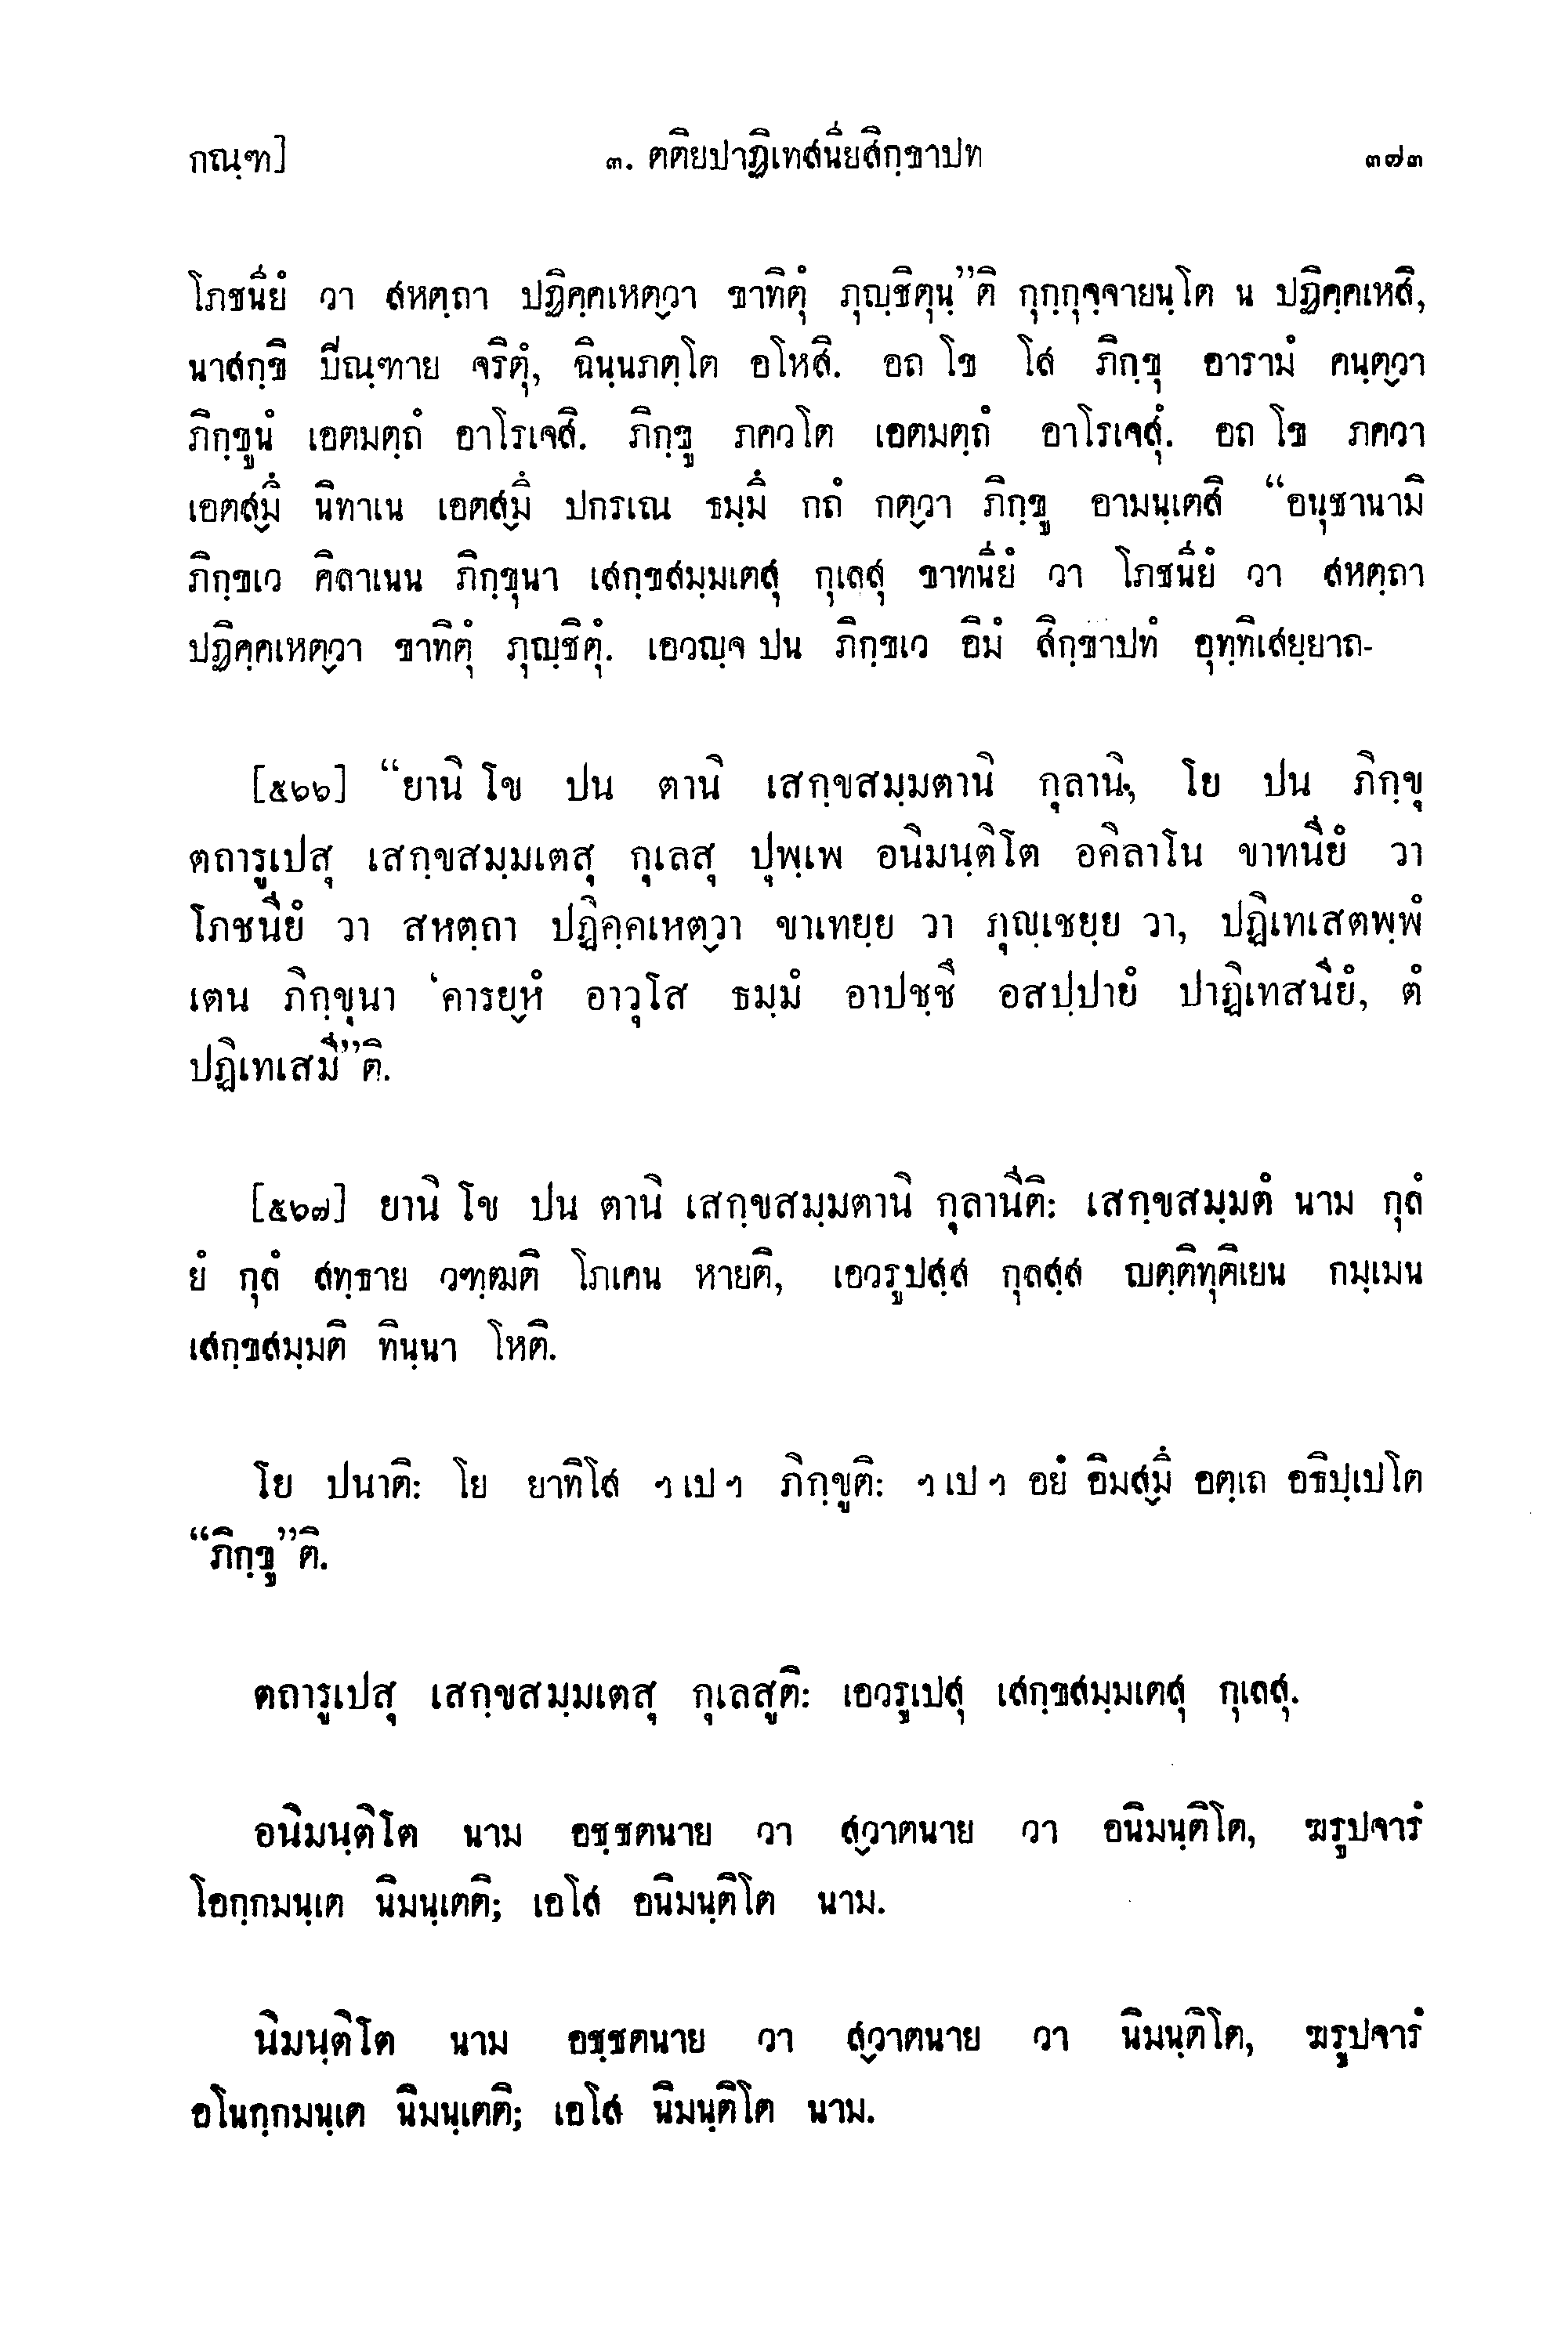 กณฺฑ]
๓. ตติยปาฏิเทสนียสิกฺขาปท
๓๗๓
โภชนียํ วา สหตฺถา ปฏิคฺคเหตฺวา ขาทิตุํ ภุญฺชิตุนฺ”ติ กุกฺกุจฺจายนฺโต น ปฏิคฺคเหสิ,
นาสกฺขิ ปิณฺฑาย จริตุํ, ฉินฺนภตฺโต อโหสิ. อถ โข โส ภิกฺขุ อารามํ คนฺตฺวา
ภิกฺขูนํ เอตมตฺถํ อาโรเจสิ. ภิกฺขู ภควโต เอตมตฺถํ อาโรเจสุํ. อถ โข ภควา
เอตสฺมึ นิทาเน เอตสฺมึ ปกรเณ ธมฺมึ กถํ กตฺวา ภิกฺขู อามนฺเตสิ “อนุชานามิ
ภิกฺขเว คิลาเนน ภิกฺขุนา เสกฺขสมฺมเตสุ กุเลสุ ขาทนียํ วา โภชนียํ วา สหตฺถา
ปฏิคฺคเหตฺวา ขาทิตุํ ภุญฺชิตุํ. เอวญฺจ ปน ภิกฺขเว อิมํ สิกฺขาปทํ อุทฺทิเสยฺยาถ-
[๕๖๖] “ยานิ โข ปน ตานิ เสกฺขสมฺมตานิ กุลานิ, โย ปน ภิกฺขุ
ตถารูเปสุ เสกฺขสมฺมเตสุ กุเลสุ ปุพฺเพ อนิมนฺติโต อคิลาโน ขาทนียํ วา
โภชนียํ วา สหตฺถา ปฏิคฺคเหตฺวา ขาเทยฺย วา ภุญฺเชยฺย วา, ปฏิเทเสตพฺพํ
เตน ภิกฺขุนา ‘คารยฺหํ อาวุโส ธมฺมํ อาปชฺชึ อสปฺปายํ ปาฏิเทสนียํ, ตํ
ปฏิเทเสมี”ติ.
[๕๖๗] ยานิ โข ปน ตานิ เสกฺขสมฺมตานิ กุลานีติ: เสกฺขสมฺมตํ นาม กุลํ
ยํ กุลํ สทฺธาย วฑฺฒติ โภเคน หายติ, เอวรูปสฺส กุลสฺส ญตฺติทุติเยน กมฺเมน
เสกฺขสมฺมติ ทินฺนา โหติ.
โย ปนาติ: โย ยาทิโส ฯ เป ฯ ภิกฺขูติ: ฯ เป ฯ อยํ อิมสฺมึ อตฺเถ อธิปฺเปโต
“ภิกฺขู”ติ.
ตถารูเปสุ เสกฺขสมฺมเตสุ กุเลสูติ: เอวรูเปสุ เสกฺขสมฺมเตสุ กุเลสุ.
อนิมนฺติโต นาม อชฺชตนาย วา สฺวาตนาย วา อนิมนฺติโต, ฆรูปจารํ
โอกฺกมนฺเต นิมนฺเตติ; เอโส อนิมนฺติโต นาม.
นิมนฺติโต นาม อชฺชตนาย วา สฺวาตนาย วา นิมนฺติโต, ฆรูปจารํ
อโนกฺกมนฺเต นิมนฺเตติ; เอโส นิมนฺติโต นาม.